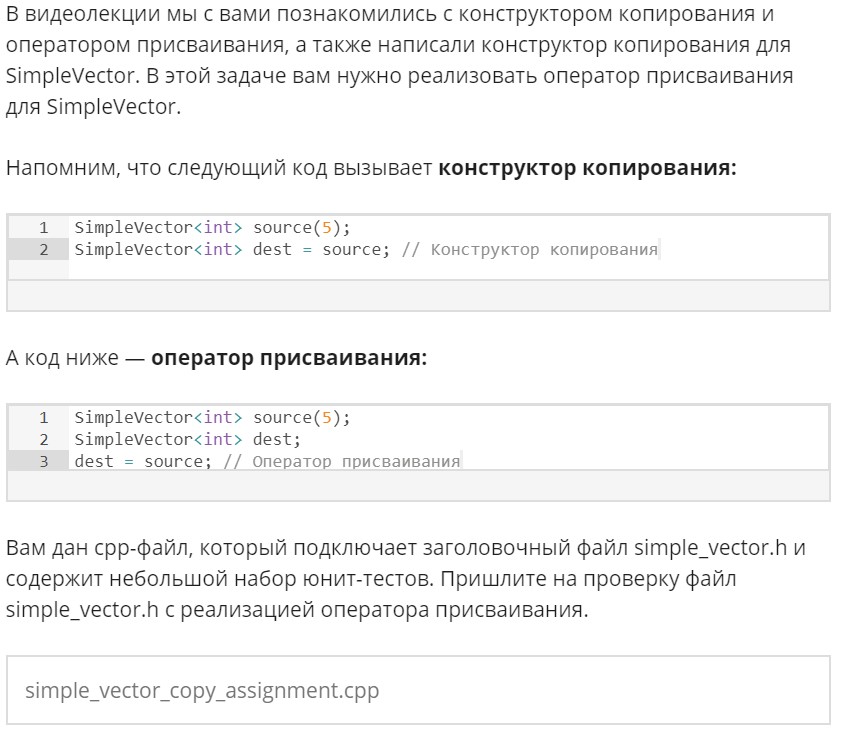 В видеолекции мы с вами познакомились с конструктором копирования и
оператором присваивания, а также написали конструктор копирования для
SimpleVector. В этой задаче вам нужно реализовать оператор присваивания
для SimpleVector.
Напомним, что следующий код вызывает конструктор копирования:
1 SimpleVector<int> source(5);
2 SimpleVector<int> dest = source; // Конструктор копирования
А код ниже — оператор присваивания:
1 SimpleVector<int> source(5);
2 SimpleVector<int> dest;
3 dest = source; // Оператор присваивания
Вам дан cpp-файл, который подключает заголовочный файл simple_vector.h и
содержит небольшой набор юнит-тестов. Пришлите на проверку файл
simple_vector.h с реализацией оператора присваивания.
simple_vector_copy_assignment.cpp